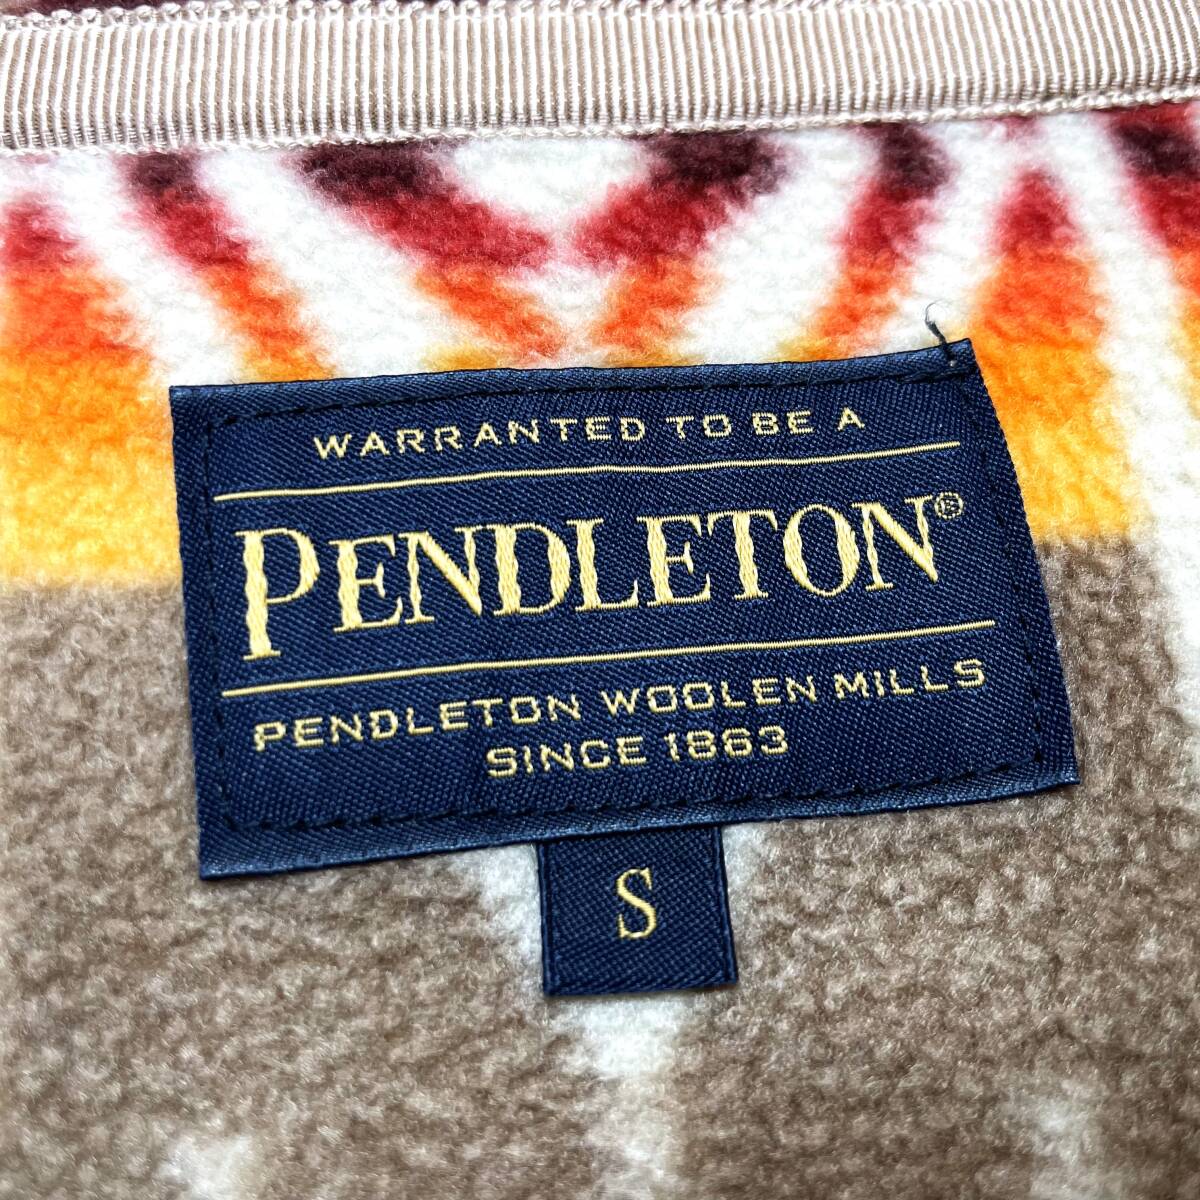 WARRANTED TO BE A
PENDLETON®
PENDLETON WOOLEN MILLS
SINCE 1863
S